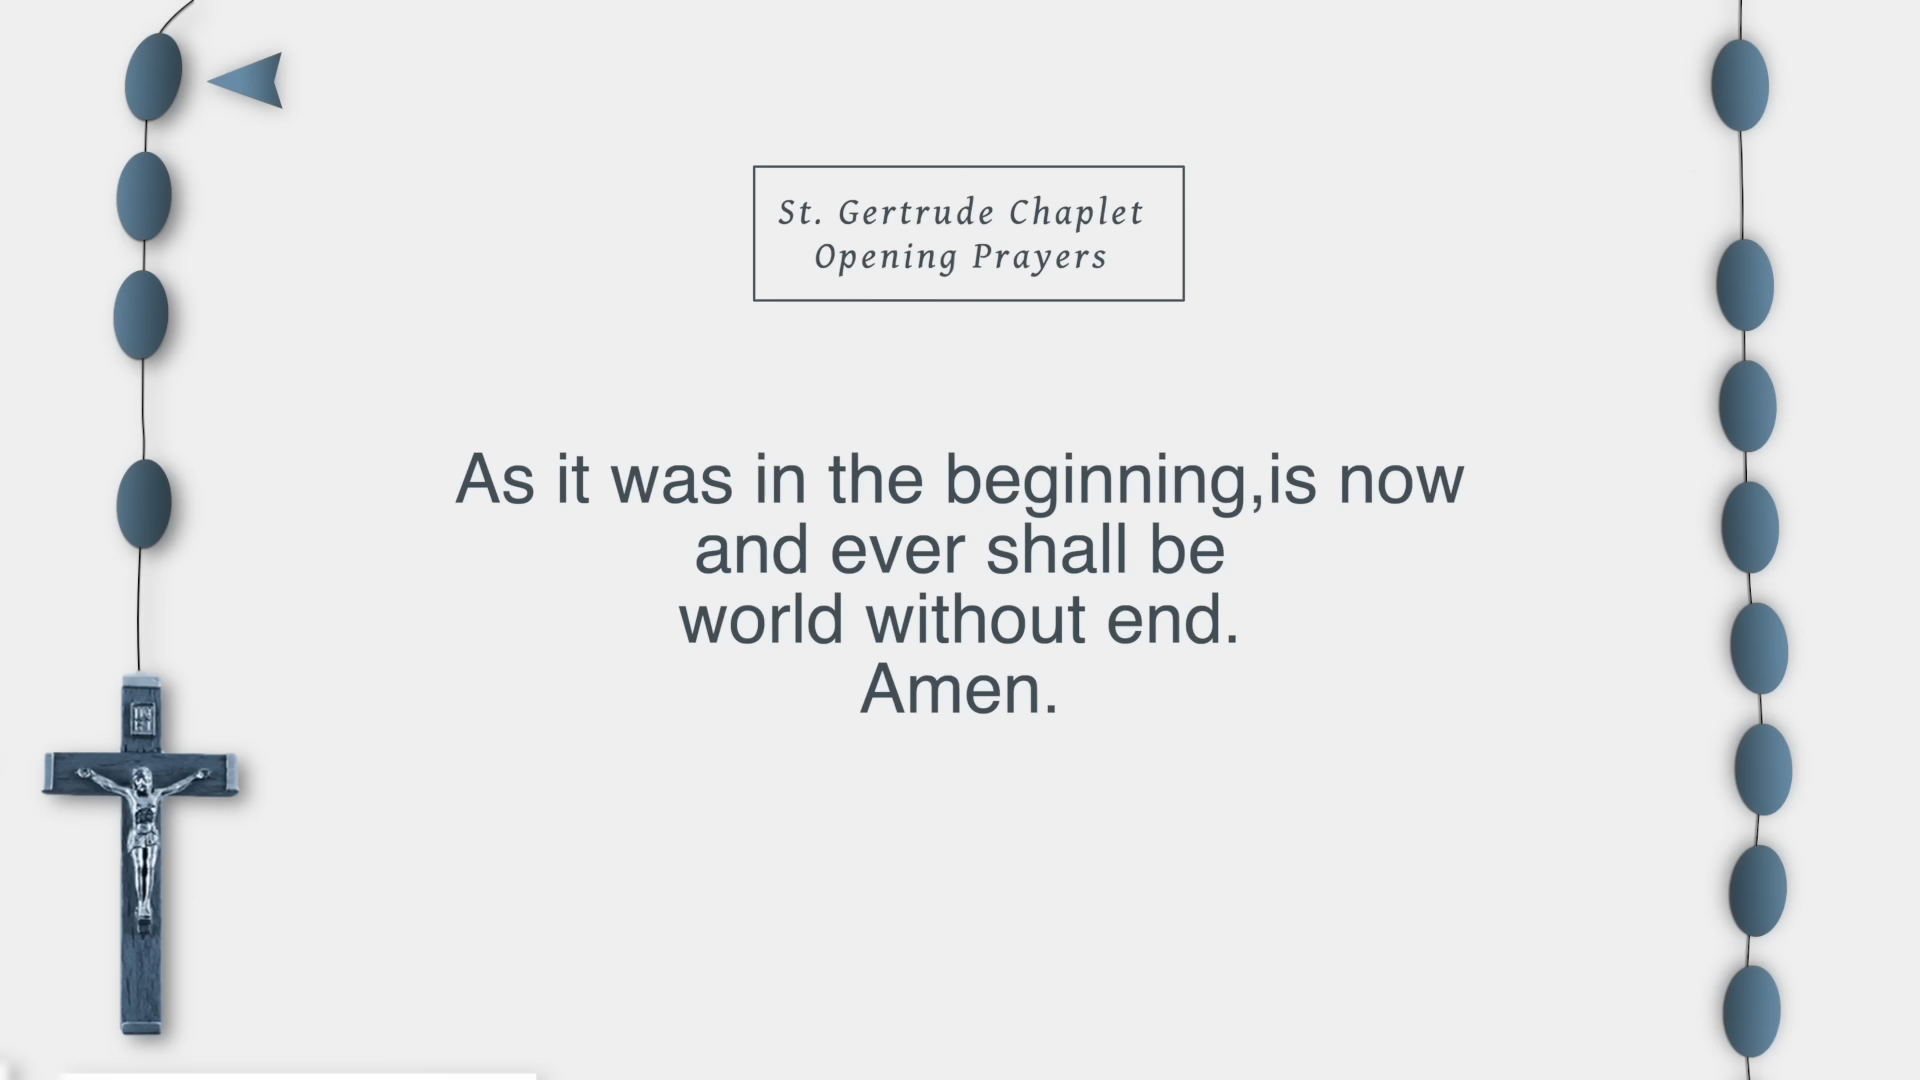 St. Gertrude Chaplet
Opening Prayers
As it was in the beginning,is now
and ever shall be
world without end.
Amen.